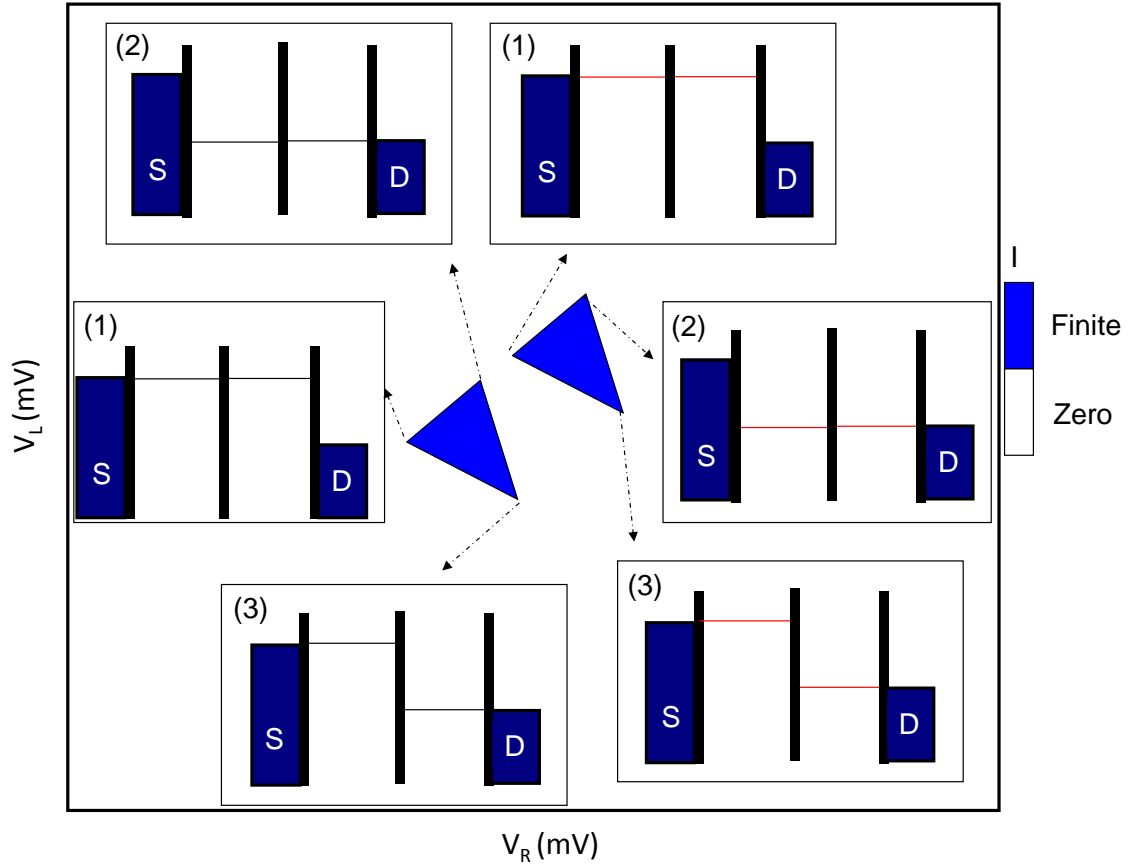 (2)
S
D
(1)
S
D
I
Finite
Zero
(1)
S
D
(2)
S
D
(3)
S
D
(3)
S
D
V_L (mV)
V_R (mV)